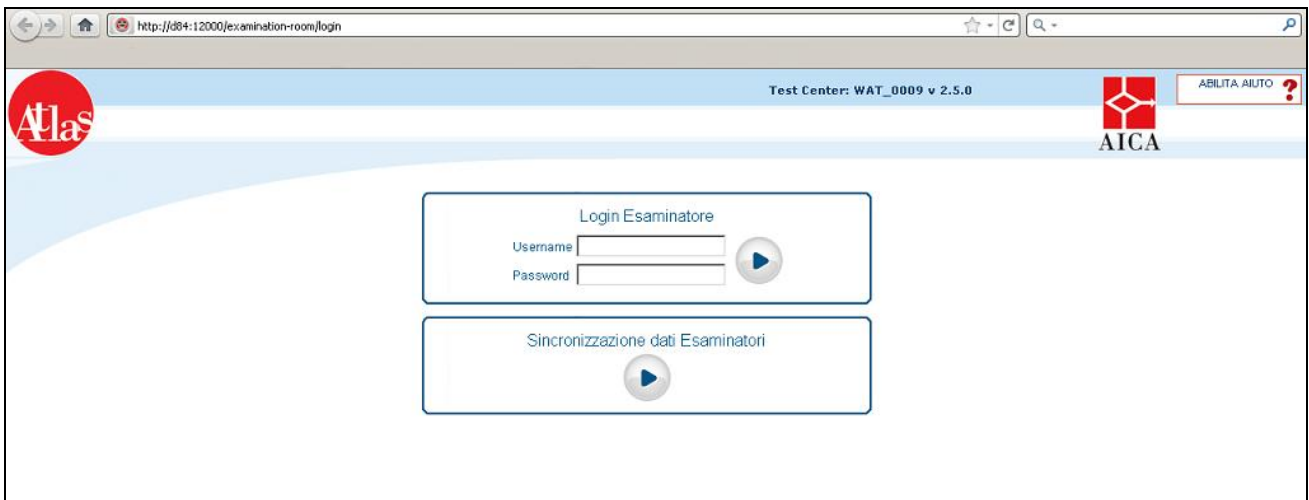 http://d84:12000/examination-room/login
Test Center: WAT_0009 v 2.5.0
ABILITA AIUTO ?
Atlas
AICA
Login Esaminatore
Username
Password
Sincronizzazione dati Esaminatori